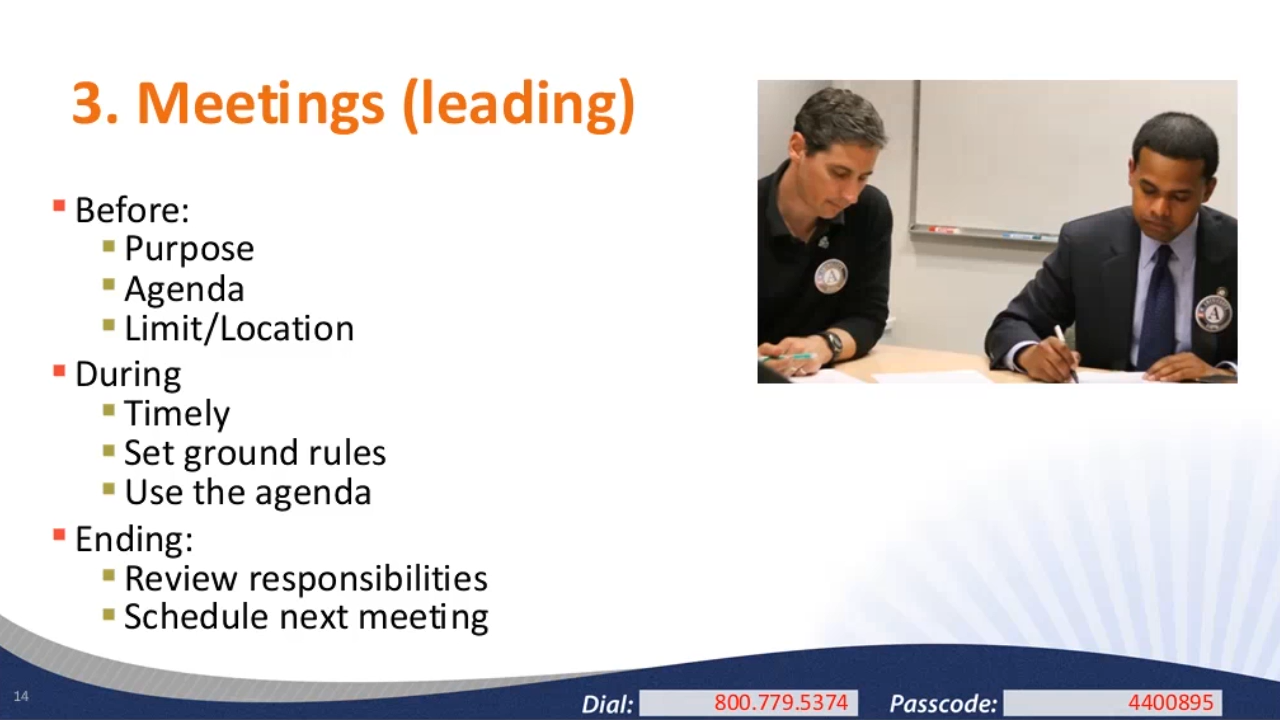 3. Meetings (leading)
Before:
Purpose
Agenda
Limit/Location
During
Timely
Set ground rules
Use the agenda
Ending:
Review responsibilities
Schedule next meeting
14
Dial: 800.779.5374 Passcode: 4400895
A
A